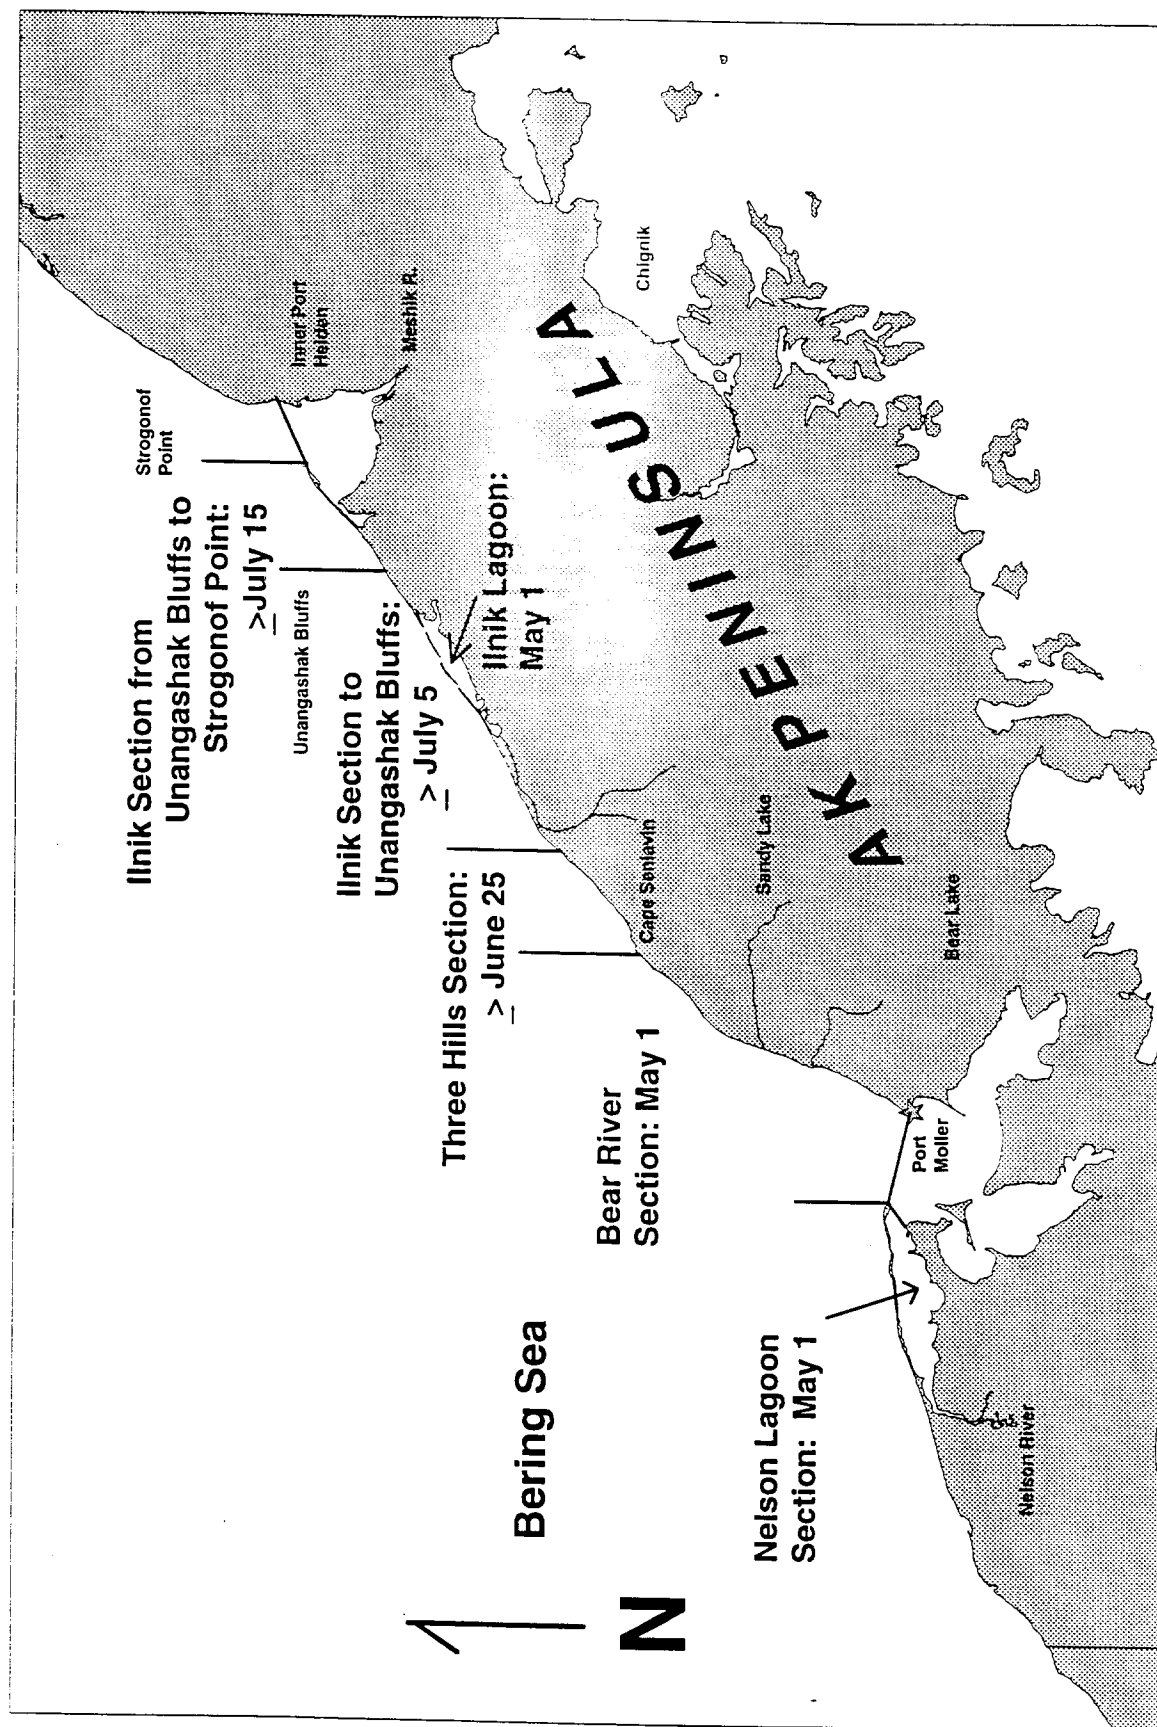 Ilnik Section from
Unangashak Bluffs to
Strogonof Point:
≥July 15
Strogonof
Point
Inner Port
Heiden
Meshik R.
Unangashak Bluffs
Ilnik Section to
Unangashak Bluffs:
≥ July 5
Ilnik Lagoon:
May 1
Chignik
Three Hills Section:
≥ June 25
Cape Seniavin
Sandy Lake
Bear Lake
AK PENINSULA
Bear River
Section: May 1
Port
Moller
Bering Sea
Nelson Lagoon
Section: May 1
Nelson River
N